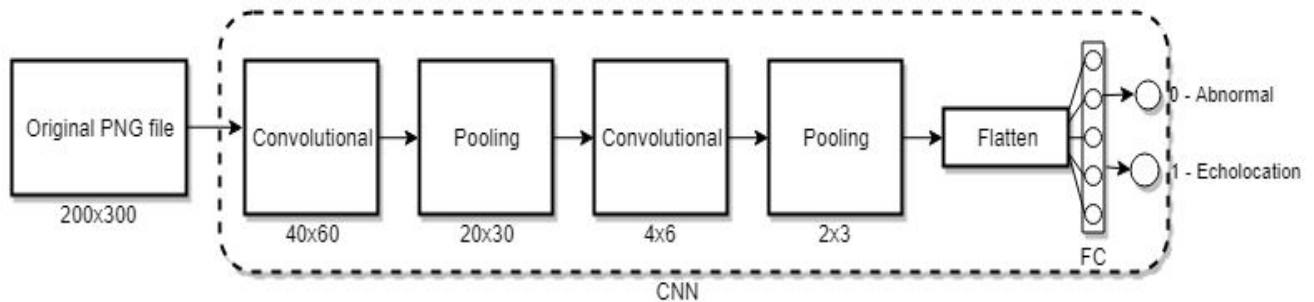 Original PNG file
200x300
Convolutional
40x60
Pooling
20x30
Convolutional
4x6
Pooling
2x3
Flatten
FC
0 - Abnormal
1 - Echolocation
CNN